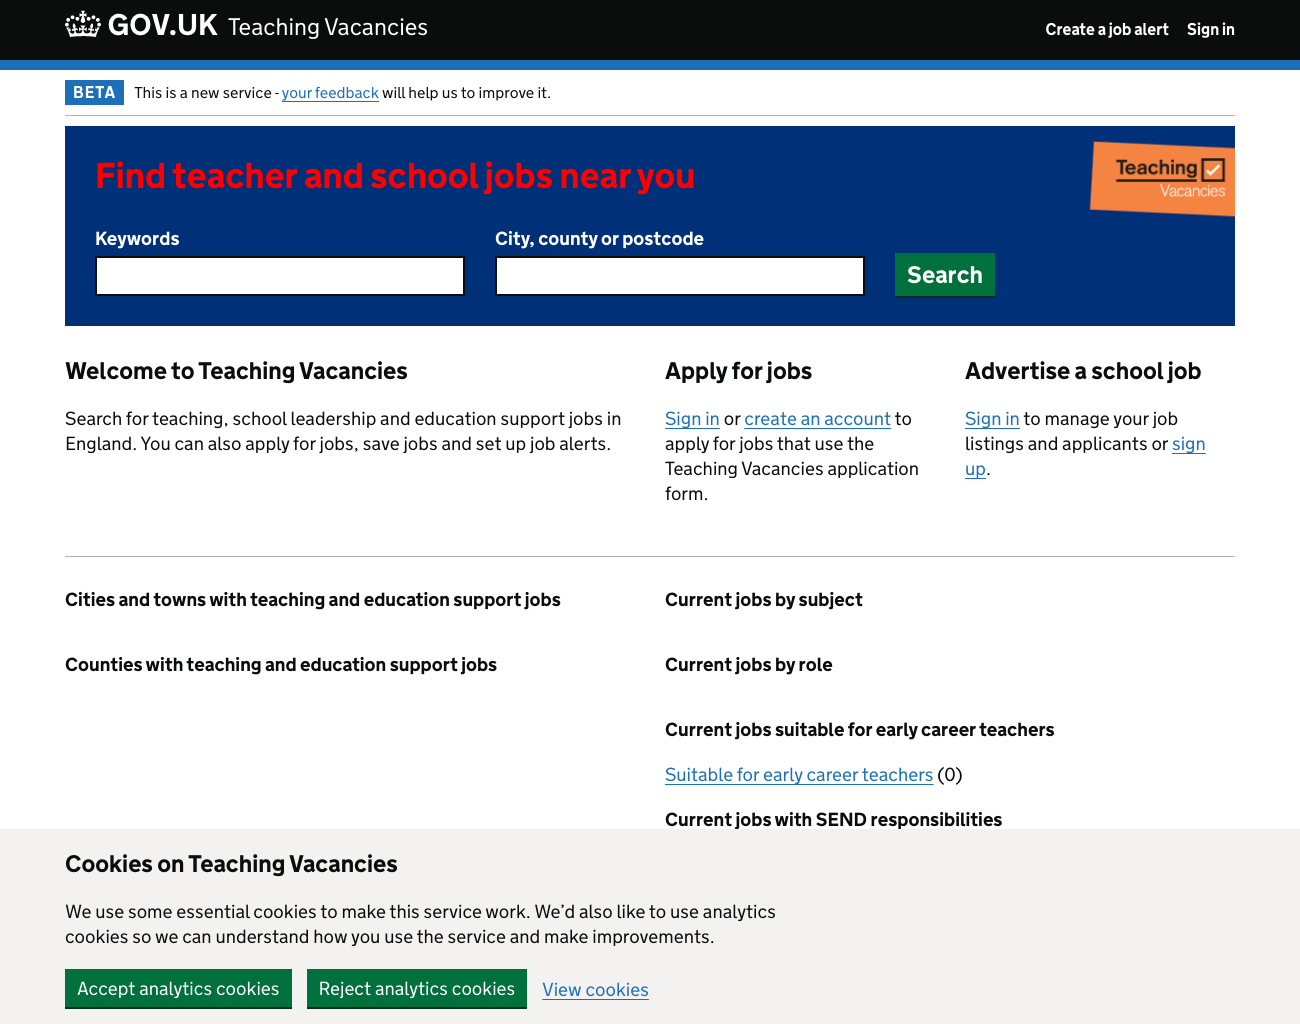 GOV.UK Teaching Vacancies
Create a job alert Sign in
BETA This is a new service - your feedback will help us to improve it.
Find teacher and school jobs near you
Teaching
Vacancies
Keywords
City, county or postcode
Search
Welcome to Teaching Vacancies
Search for teaching, school leadership and education support jobs in
England. You can also apply for jobs, save jobs and set up job alerts.
Apply for jobs
Sign in or create an account to
apply for jobs that use the
Teaching Vacancies application
form.
Advertise a school job
Sign in to manage your job
listings and applicants or sign
up.
Cities and towns with teaching and education support jobs
Counties with teaching and education support jobs
Current jobs by subject
Current jobs by role
Current jobs suitable for early career teachers
Suitable for early career teachers (0)
Current jobs with SEND responsibilities
Cookies on Teaching Vacancies
We use some essential cookies to make this service work. We’d also like to use analytics
cookies so we can understand how you use the service and make improvements.
Accept analytics cookies
Reject analytics cookies
View cookies